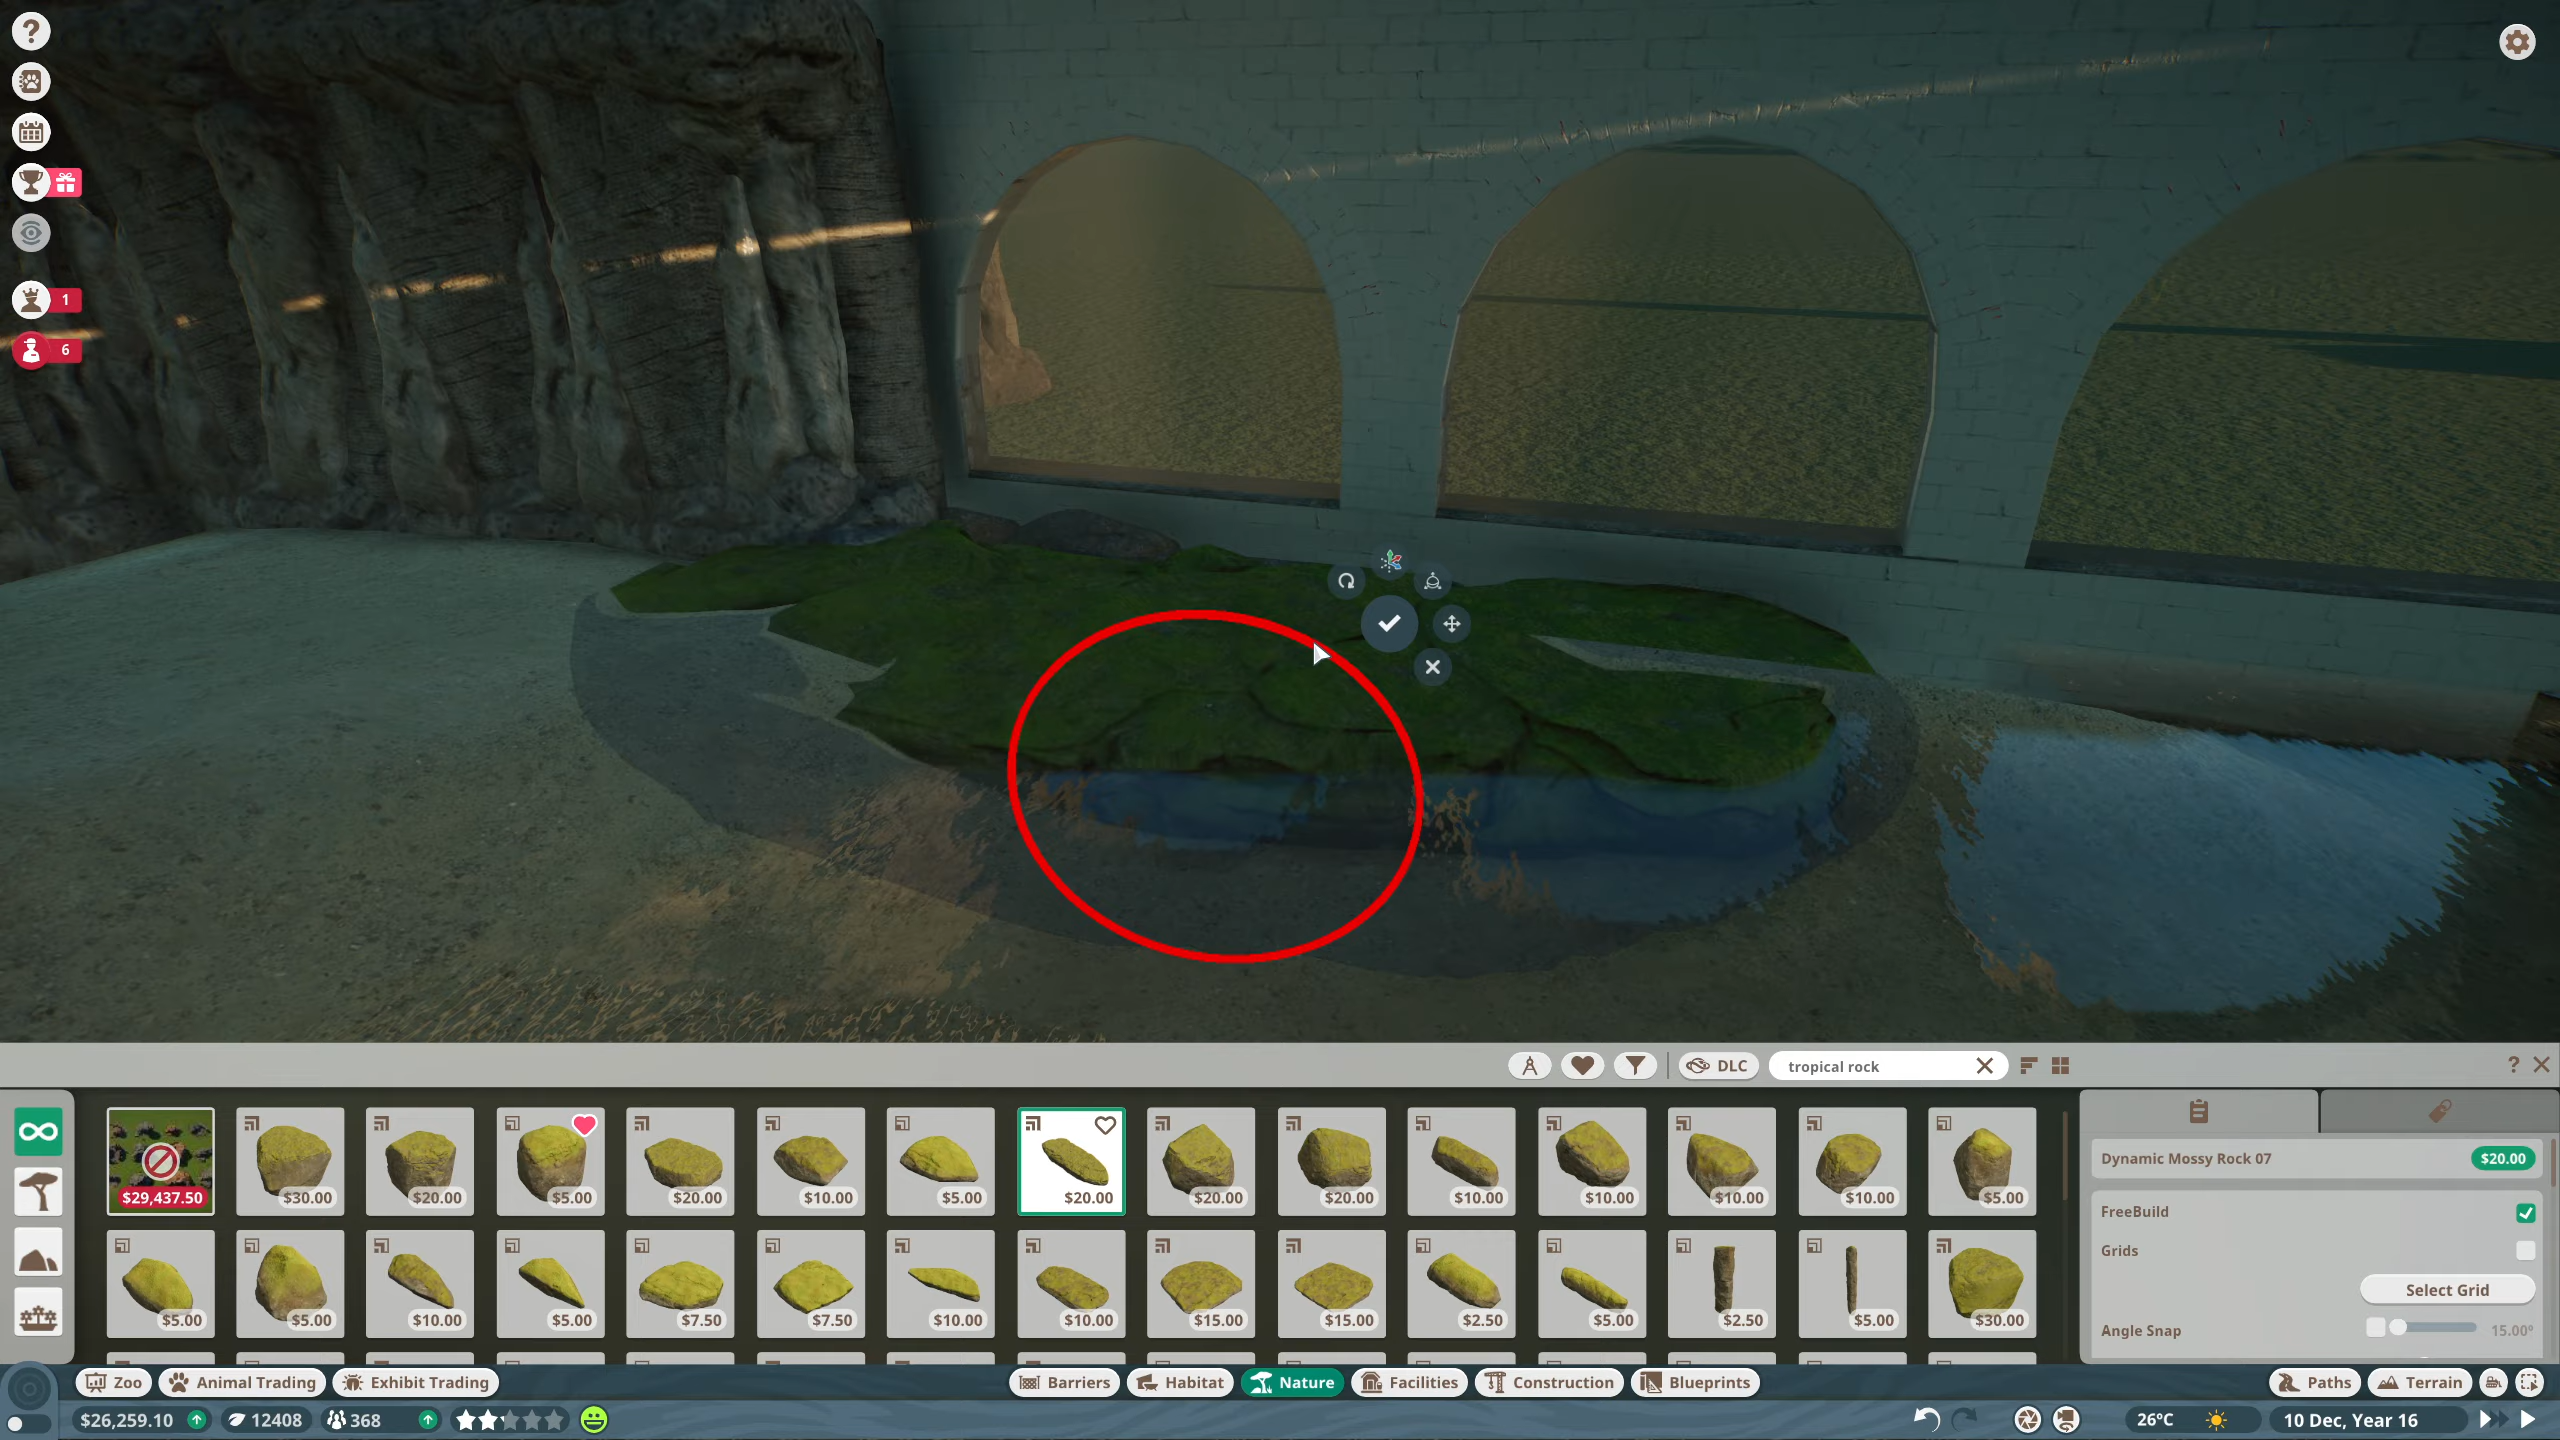 ?
1
6
DLC
tropical rock
?
$29,437.50
$30.00
$20.00
$5.00
$20.00
$10.00
$5.00
$20.00
$20.00
$20.00
$10.00
$10.00
$10.00
$10.00
$5.00
$5.00
$5.00
$10.00
$5.00
$7.50
$7.50
$10.00
$10.00
$15.00
$15.00
$2.50
$5.00
$2.50
$5.00
$30.00
Dynamic Mossy Rock 07
$20.00
FreeBuild
Grids
Select Grid
Angle Snap
15.00°
Zoo
Animal Trading
Exhibit Trading
Barriers
Habitat
Nature
Facilities
Construction
Blueprints
Paths
Terrain
$26,259.10
12408
368
26°C
10 Dec, Year 16